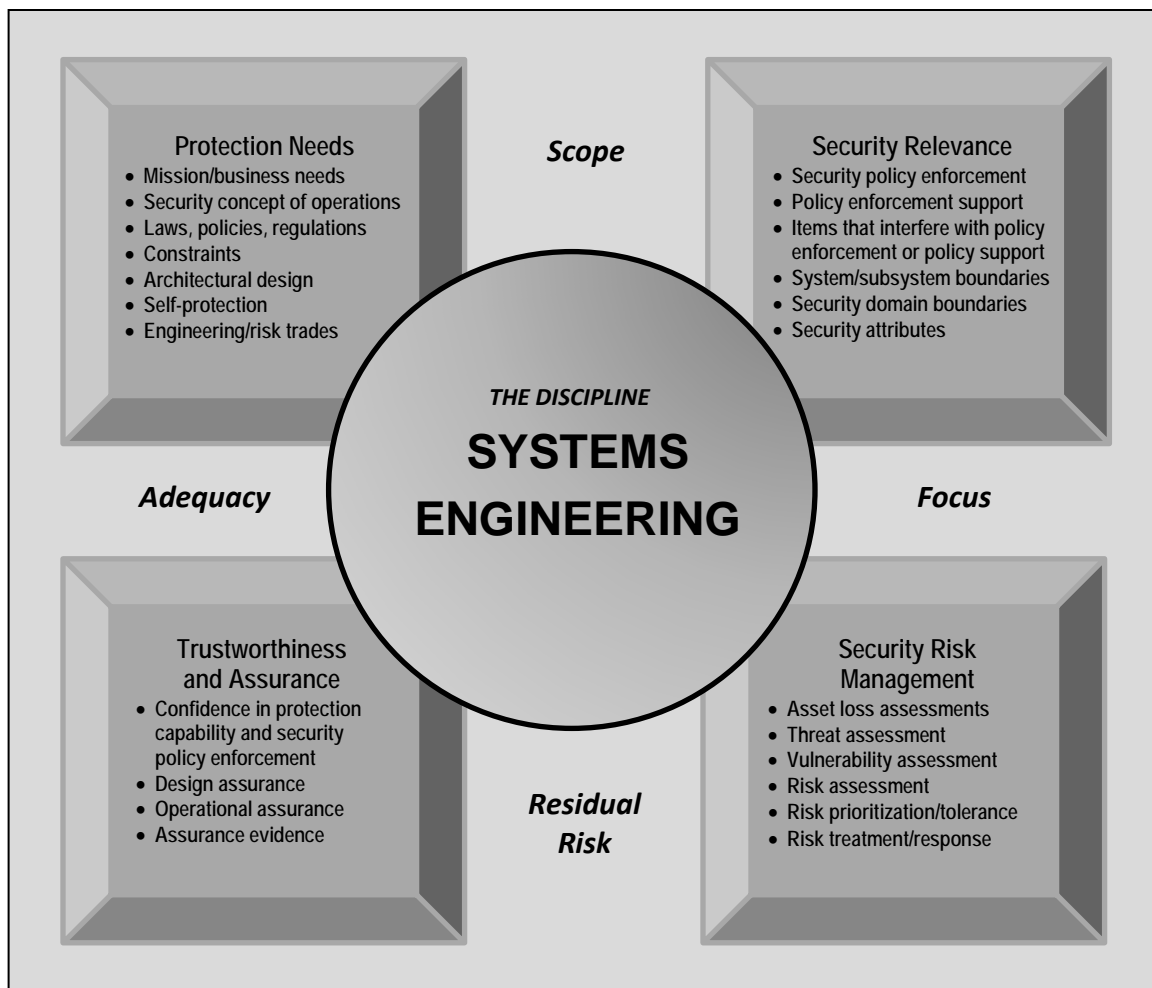 Protection Needs
• Mission/business needs
• Security concept of operations
• Laws, policies, regulations
• Constraints
• Architectural design
• Self-protection
• Engineering/risk trades
Scope
Security Relevance
• Security policy enforcement
• Policy enforcement support
• Items that interfere with policy
enforcement or policy support
• System/subsystem boundaries
• Security domain boundaries
• Security attributes
THE DISCIPLINE
SYSTEMS
ENGINEERING
Adequacy
Focus
Trustworthiness
and Assurance
• Confidence in protection
capability and security
policy enforcement
• Design assurance
• Operational assurance
• Assurance evidence
Residual
Risk
Security Risk
Management
• Asset loss assessments
• Threat assessment
• Vulnerability assessment
• Risk assessment
• Risk prioritization/tolerance
• Risk treatment/response